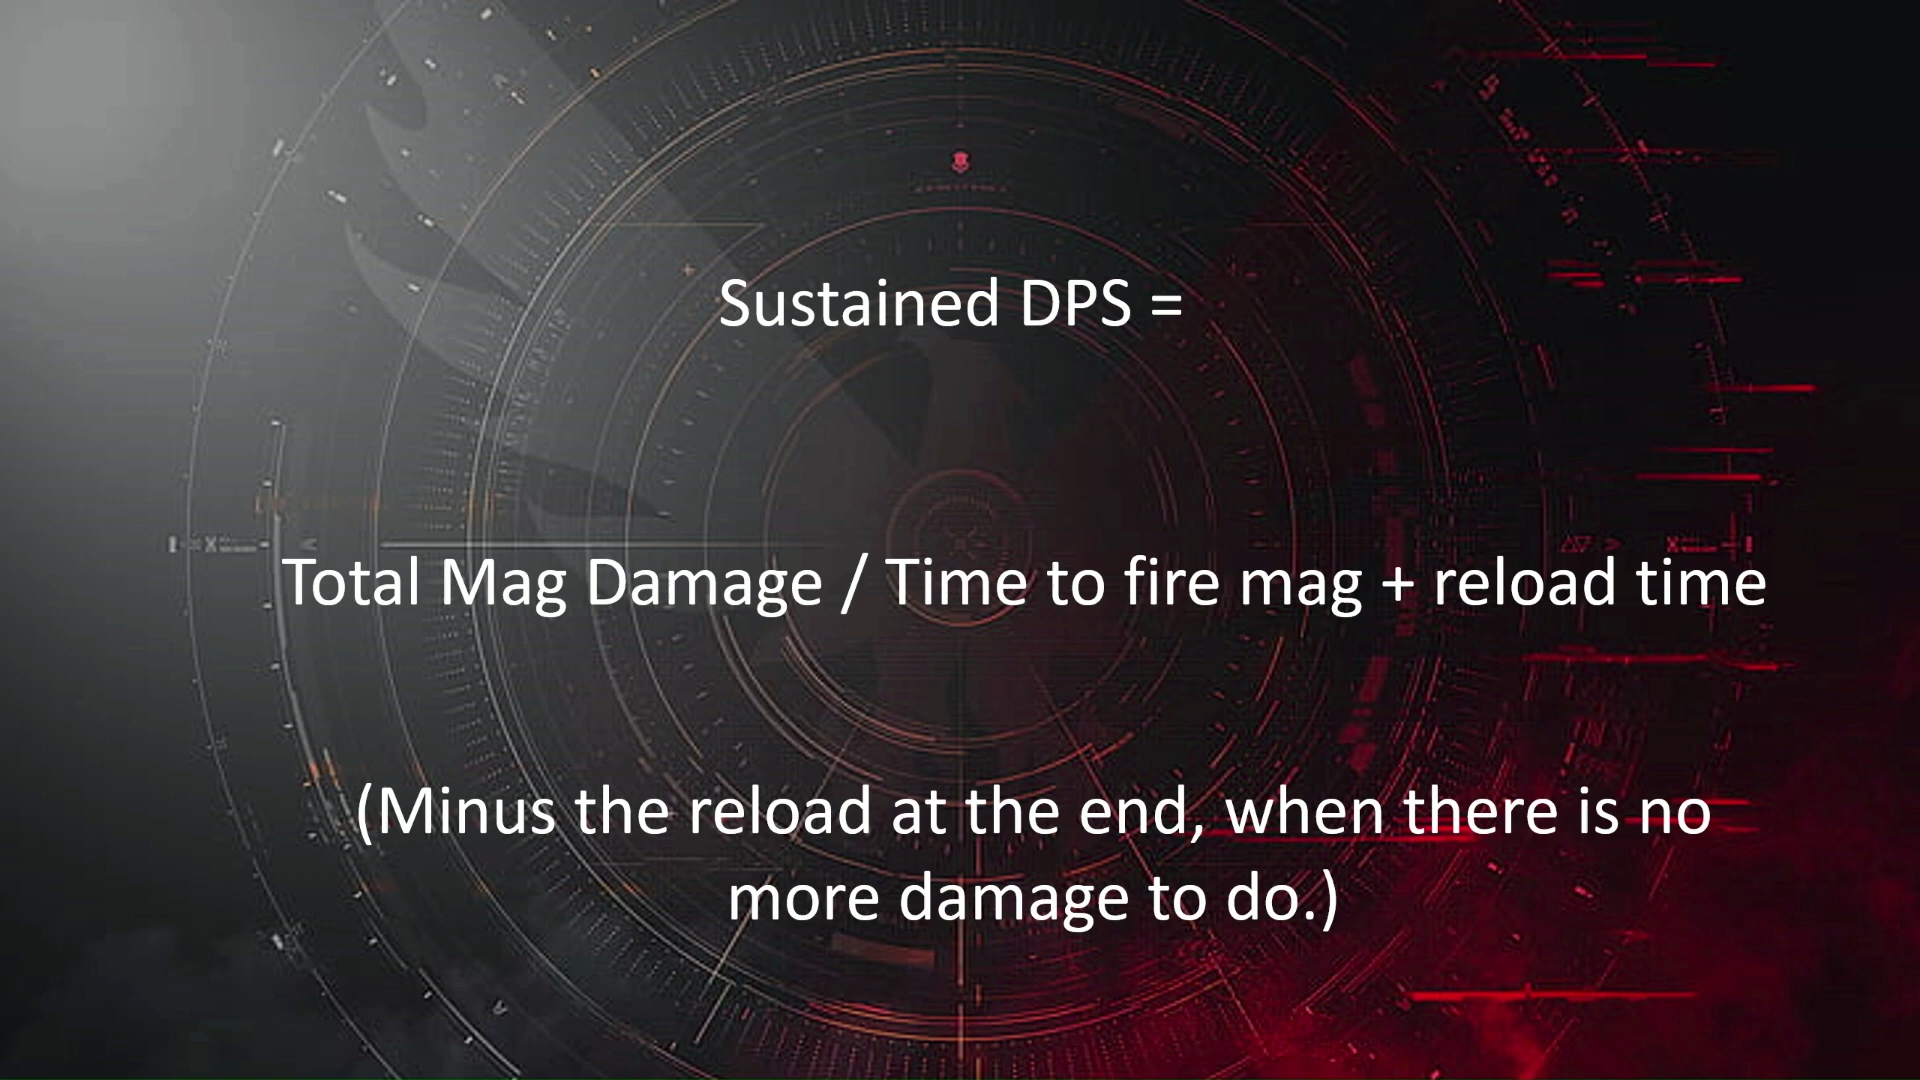 Sustained DPS =
Total Mag Damage / Time to fire mag + reload time
(Minus the reload at the end, when there is no
more damage to do.)